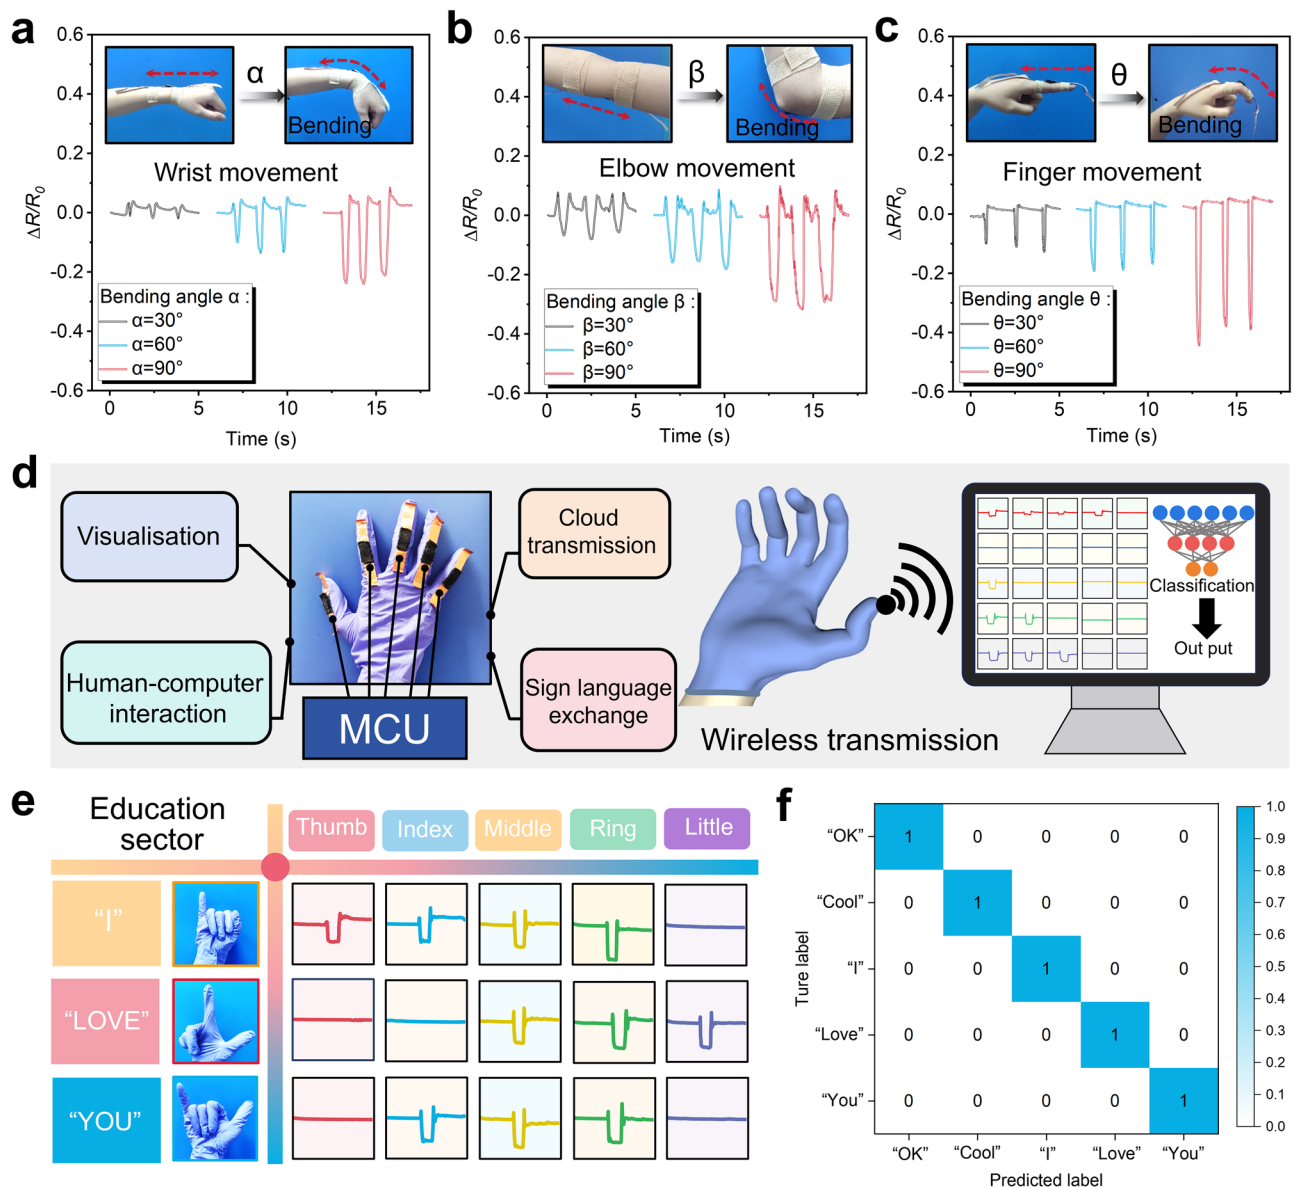 a
0.6
0.4
0.2
0.0
-0.2
-0.4
-0.6
ΔR/R0
α
Bending
Wrist movement
Bending angle α :
α=30°
α=60°
α=90°
0
5
10
15
Time (s)
b
0.6
0.4
0.2
0.0
-0.2
-0.4
-0.6
ΔR/R0
β
Bending
Elbow movement
Bending angle β :
β=30°
β=60°
β=90°
0
5
10
15
Time (s)
c
0.6
0.4
0.2
0.0
-0.2
-0.4
-0.6
ΔR/R0
θ
Bending
Finger movement
Bending angle θ :
θ=30°
θ=60°
θ=90°
0
5
10
15
Time (s)
d
Visualisation
Human-computer
interaction
MCU
Cloud
transmission
Sign language
exchange
Wireless transmission
Classification
Out put
e
Education
sector
Thumb
Index
Middle
Ring
Little
“I”
“LOVE”
“YOU”
f
Ture label
“OK”
1
0
0
0
0
“Cool”
0
1
0
0
0
“I”
0
0
1
0
0
“Love”
0
0
0
1
0
“You”
0
0
0
0
1
“OK”
“Cool”
“I”
“Love”
“You”
Predicted label
1.0
0.9
0.8
0.7
0.6
0.5
0.4
0.3
0.2
0.1
0.0